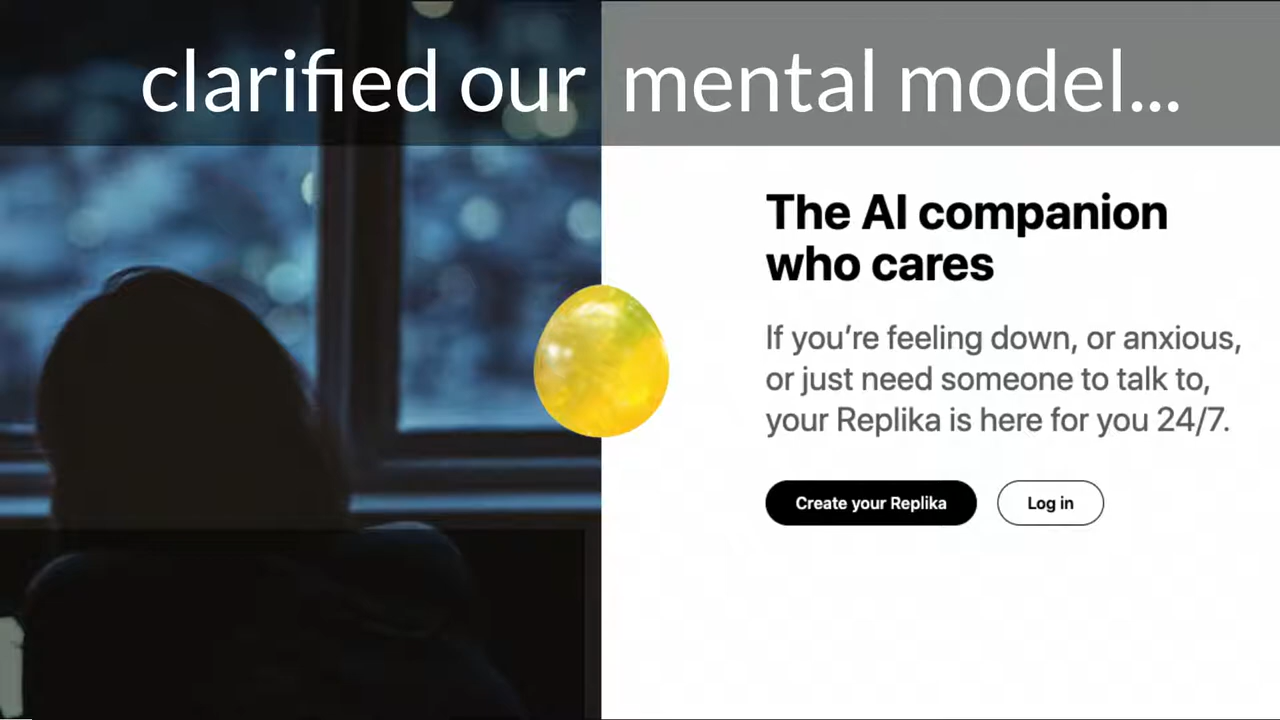 clarified our mental model...
The AI companion
who cares
If you’re feeling down, or anxious,
or just need someone to talk to,
your Replika is here for you 24/7.
Create your Replika
Log in